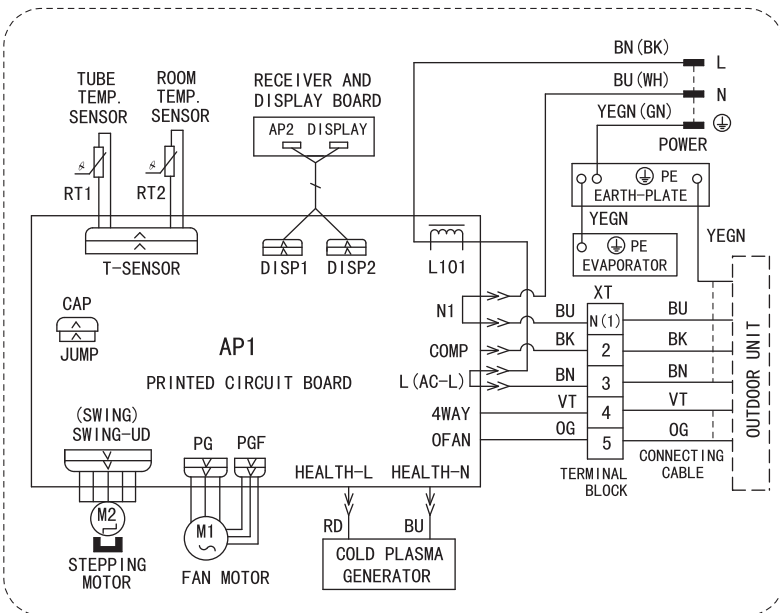 BN(BK)
L
BU(WH)
N
YEGN(GN)
POWER
TUBE
TEMP.
SENSOR
ROOM
TEMP.
SENSOR
RECEIVER AND
DISPLAY BOARD
AP2 DISPLAY
RT1
RT2
PE
EARTH-PLATE
YEGN
YEGN
PE
EVAPORATOR
T-SENSOR
DISP1
DISP2
L101
CAP
JUMP
AP1
PRINTED CIRCUIT BOARD
N1
COMP
L(AC-L)
4WAY
OFAN
XT
BU
N(1)
BU
BK
2
BK
BN
3
BN
VT
4
VT
OG
5
OG
OUTDOOR UNIT
TERMINAL
BLOCK
CONNECTING
CABLE
(SWING)
SWING-UD
PG
PGF
HEALTH-L
HEALTH-N
M2
STEPPING
MOTOR
M1
FAN MOTOR
RD
BU
COLD PLASMA
GENERATOR